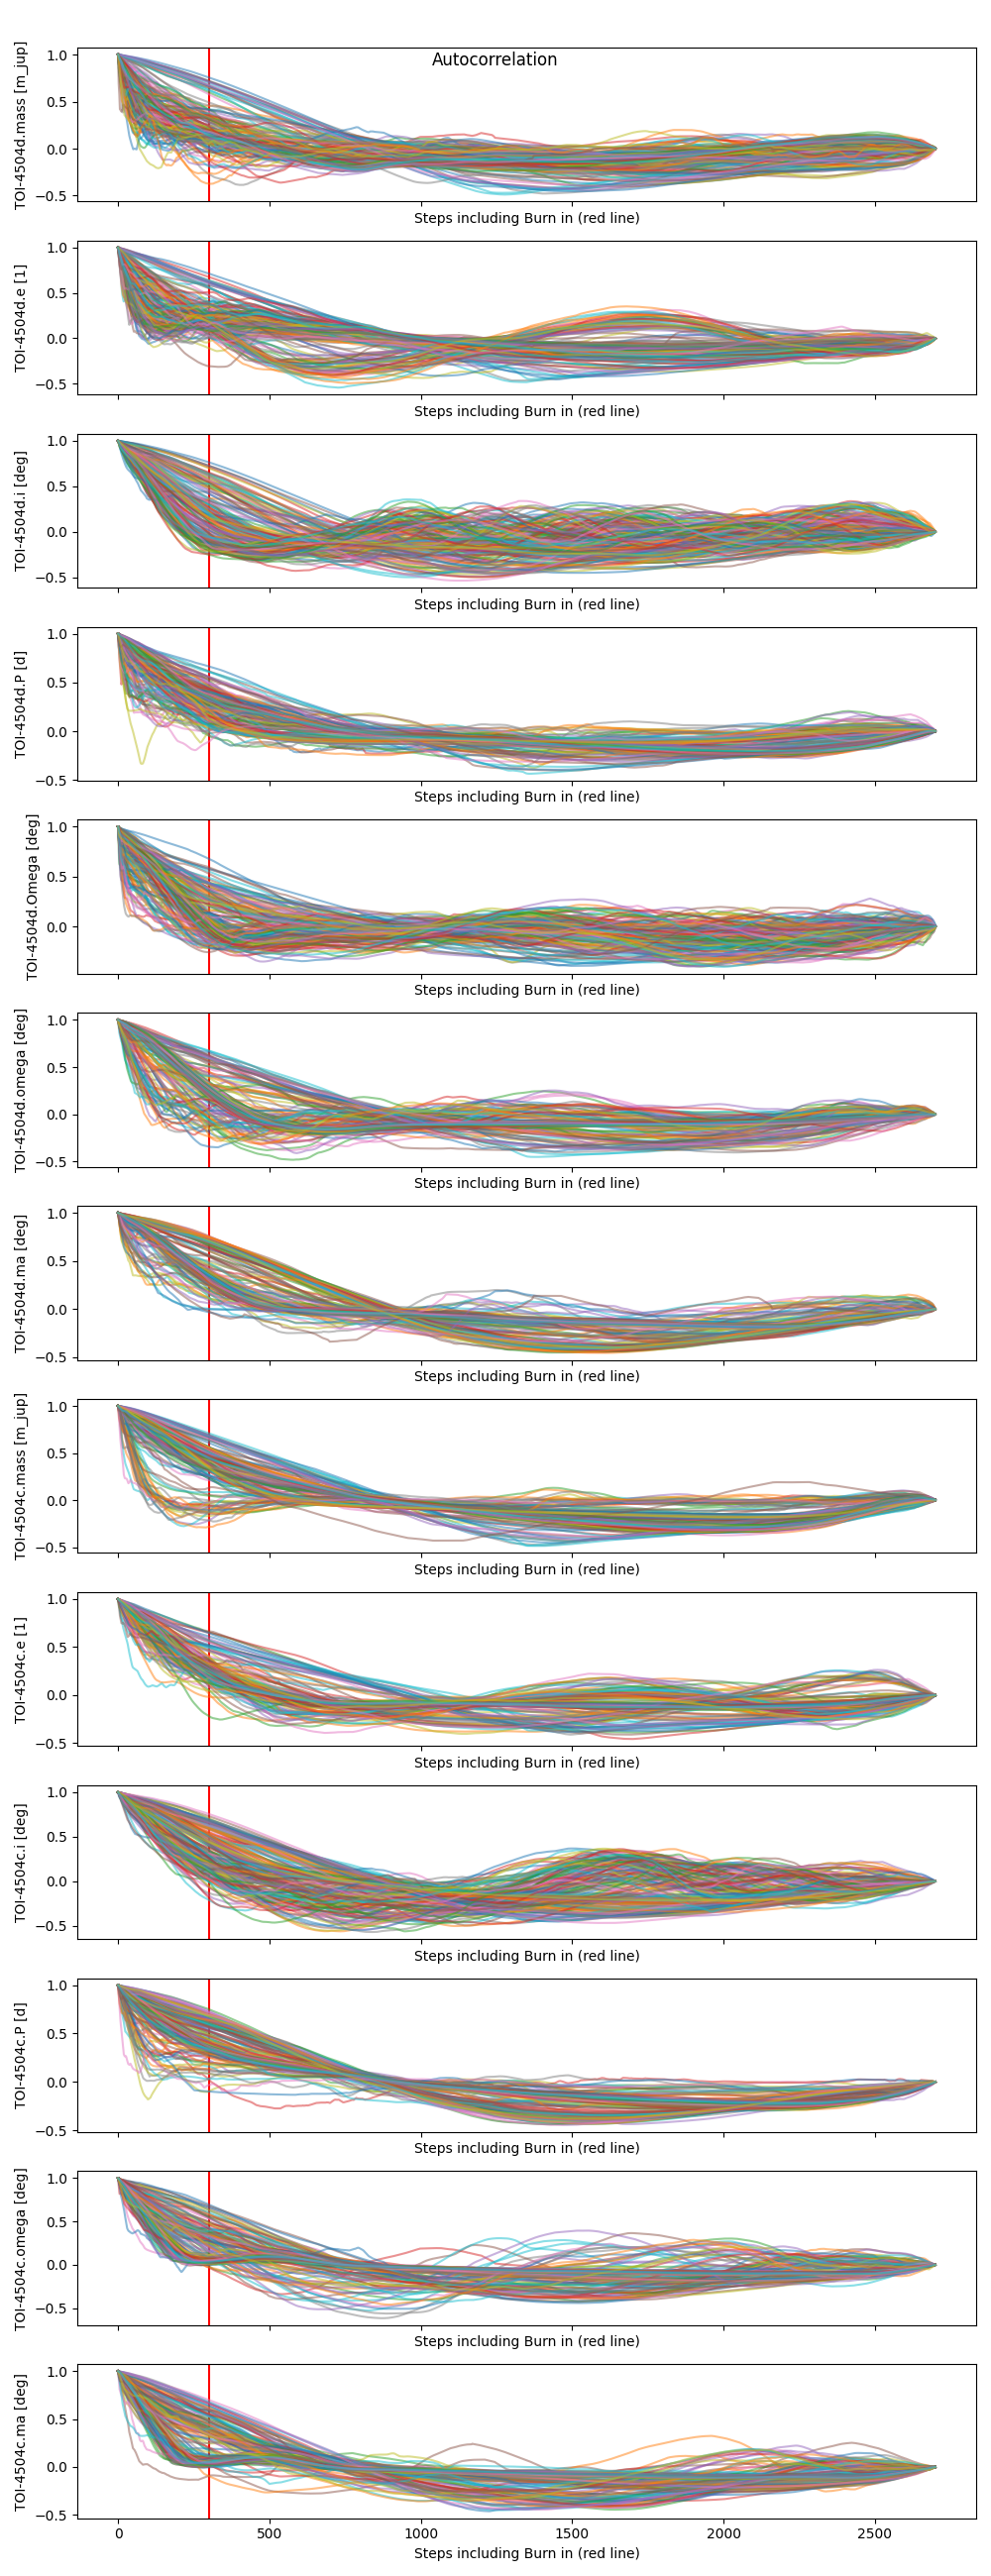 Autocorrelation
TOI-4504d.mass [m_jup]
1.0
0.5
0.0
−0.5
Steps including Burn in (red line)
TOI-4504d.e [1]
1.0
0.5
0.0
−0.5
Steps including Burn in (red line)
TOI-4504d.i [deg]
1.0
0.5
0.0
−0.5
Steps including Burn in (red line)
TOI-4504d.P [d]
1.0
0.5
0.0
−0.5
Steps including Burn in (red line)
TOI-4504d.Omega [deg]
1.0
0.5
0.0
Steps including Burn in (red line)
TOI-4504d.omega [deg]
1.0
0.5
0.0
−0.5
Steps including Burn in (red line)
TOI-4504d.ma [deg]
1.0
0.5
0.0
−0.5
Steps including Burn in (red line)
TOI-4504c.mass [m_jup]
1.0
0.5
0.0
−0.5
Steps including Burn in (red line)
TOI-4504c.e [1]
1.0
0.5
0.0
−0.5
Steps including Burn in (red line)
TOI-4504c.i [deg]
1.0
0.5
0.0
−0.5
Steps including Burn in (red line)
TOI-4504c.P [d]
1.0
0.5
0.0
−0.5
Steps including Burn in (red line)
TOI-4504c.omega [deg]
1.0
0.5
0.0
−0.5
Steps including Burn in (red line)
TOI-4504c.ma [deg]
1.0
0.5
0.0
−0.5
0 500 1000 1500 2000 2500
Steps including Burn in (red line)